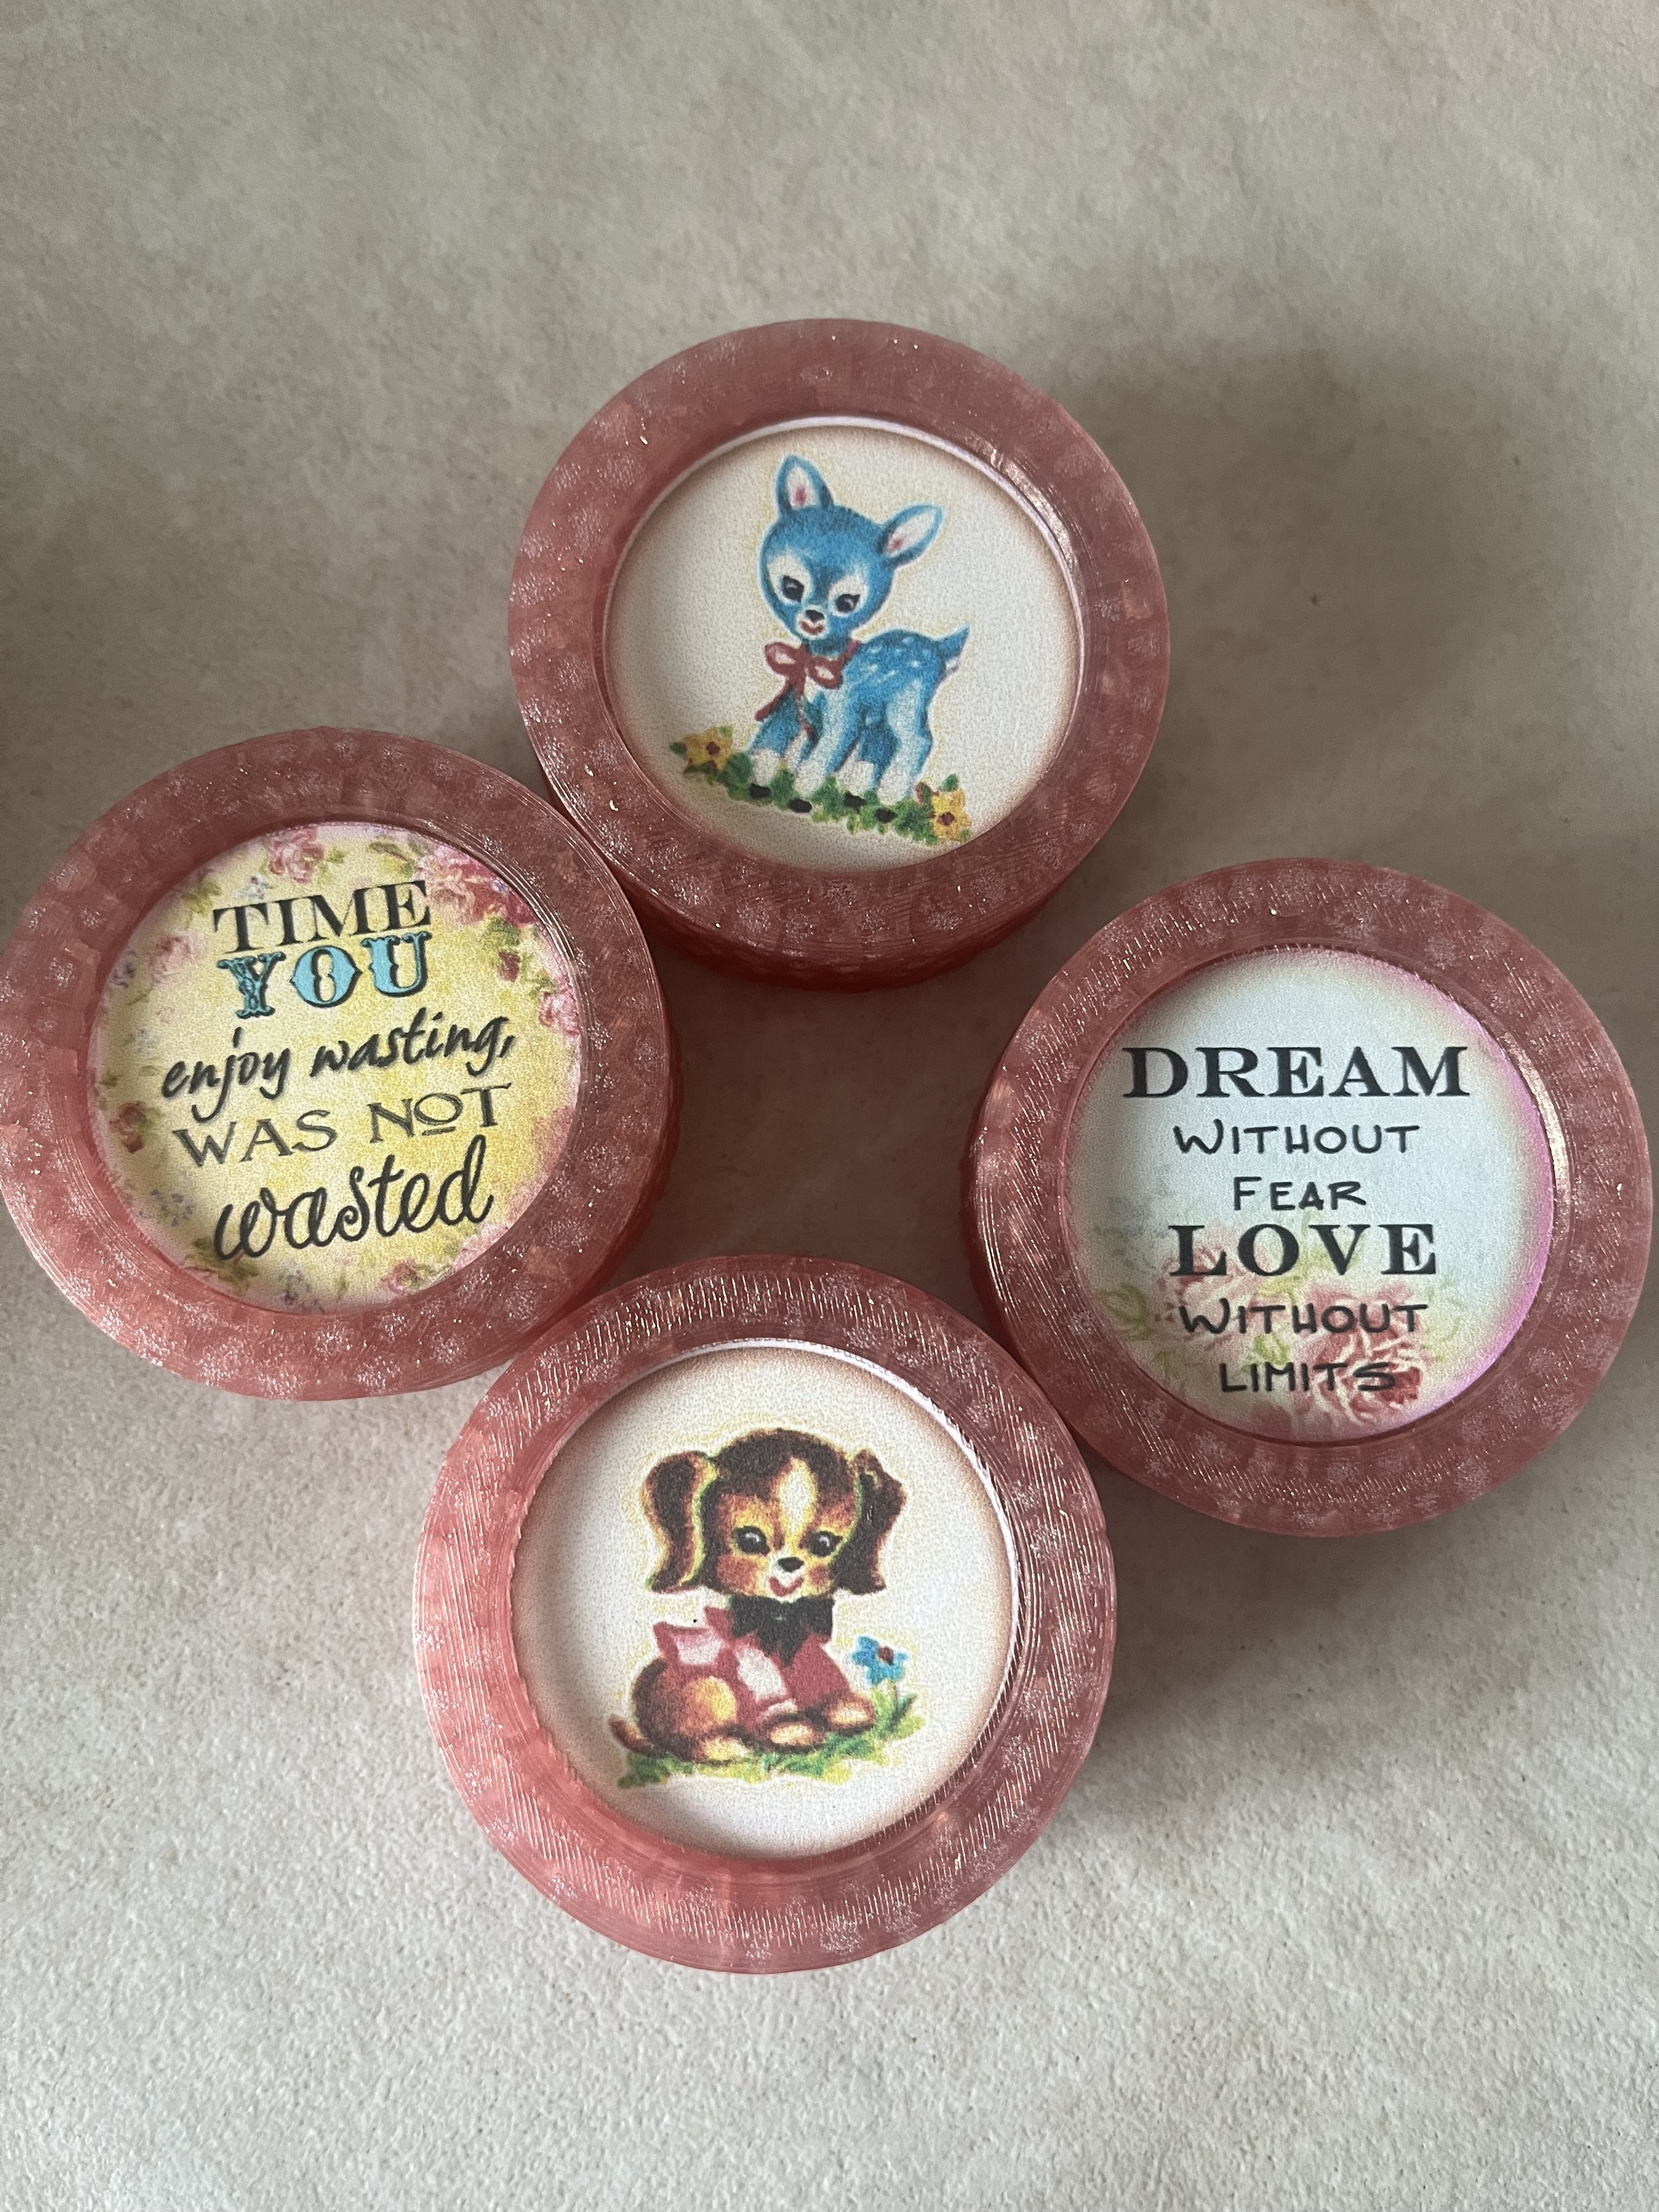 TIME
YOU
enjoy wasting,
WAS NOT
wasted
DREAM
WITHOUT
FEAR
LOVE
WITHOUT
LIMITS